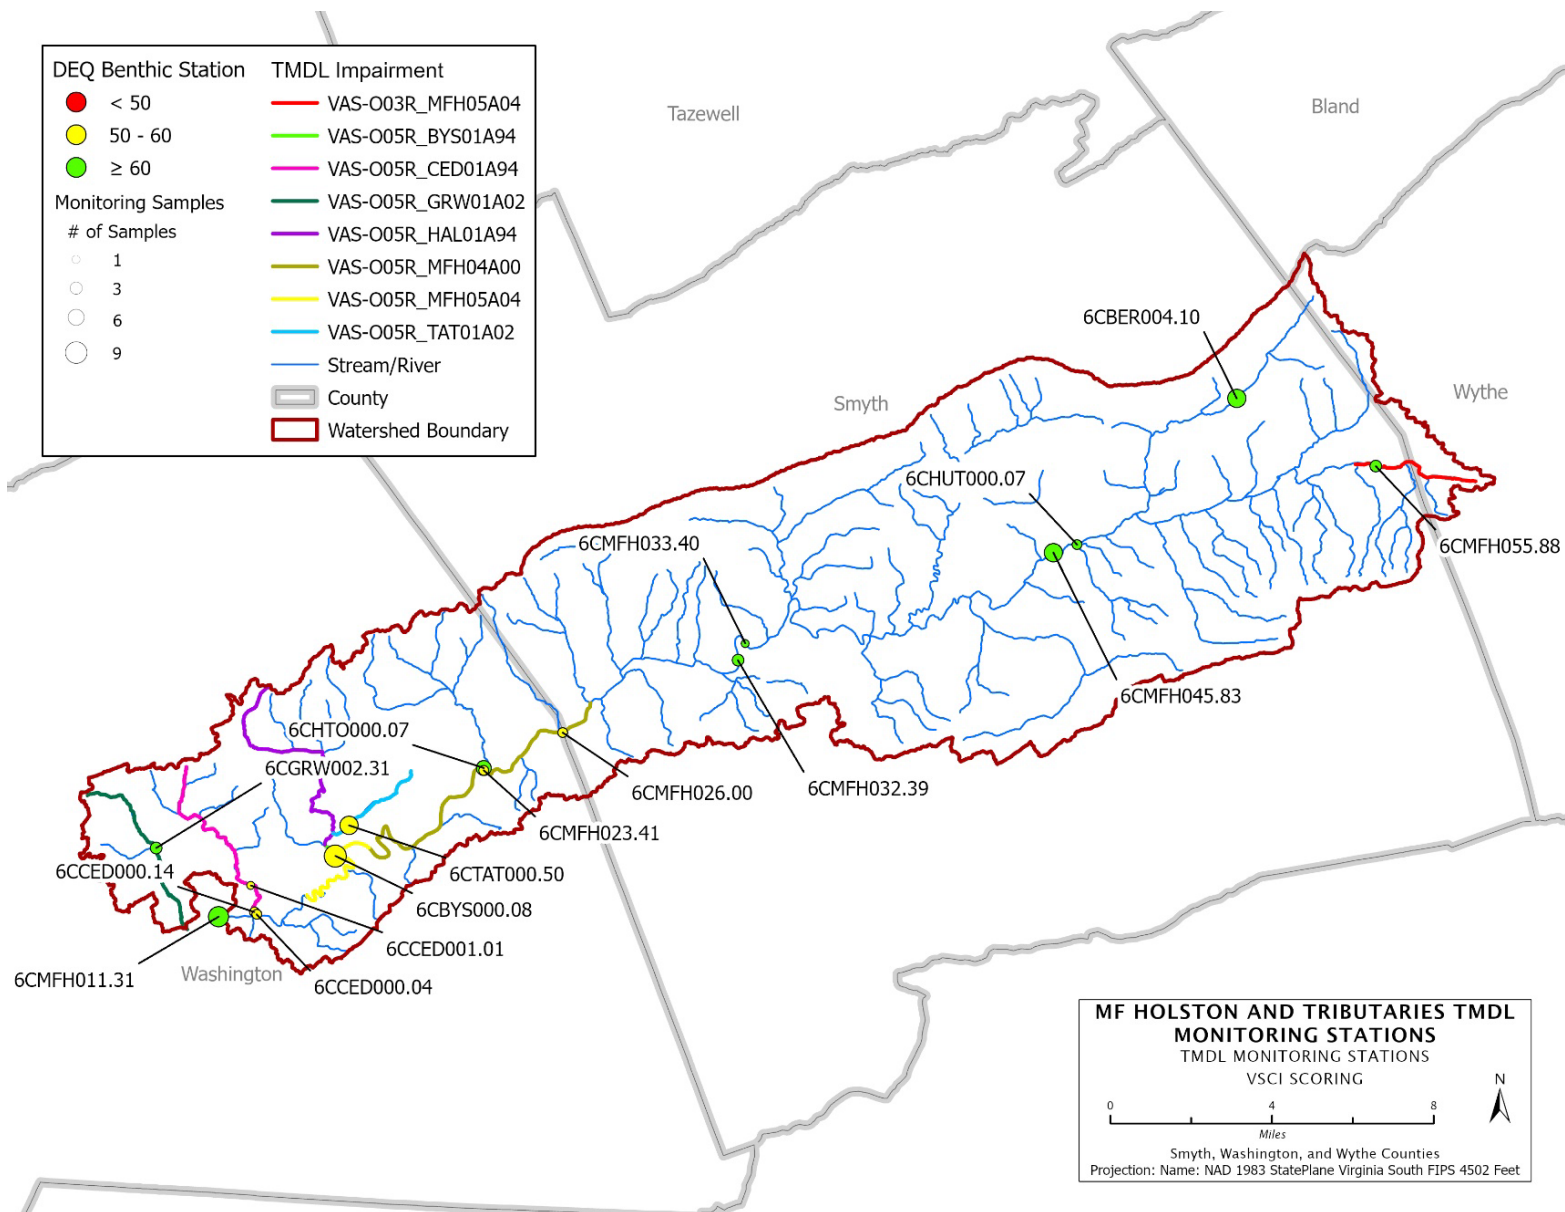 DEQ Benthic Station
< 50
50 - 60
≥ 60
Monitoring Samples
# of Samples
1
3
6
9
TMDL Impairment
VAS-O03R_MFH05A04
VAS-O05R_BYS01A94
VAS-O05R_CED01A94
VAS-O05R_GRW01A02
VAS-O05R_HAL01A94
VAS-O05R_MFH04A00
VAS-O05R_MFH05A04
VAS-O05R_TAT01A02
Stream/River
County
Watershed Boundary
Tazewell
Bland
6CBER004.10
Smyth
Wythe
6CHUT000.07
6CMFH033.40
6CMFH055.88
6CMFH045.83
6CHTO000.07
6CGRW002.31
6CMFH032.39
6CMFH026.00
6CMFH023.41
6CCED000.14
6CTAT000.50
6CBYS000.08
6CCED001.01
6CMFH011.31
Washington
6CCED000.04
MF HOLSTON AND TRIBUTARIES TMDL
MONITORING STATIONS
TMDL MONITORING STATIONS
VSCI SCORING
N
0 4 8
Miles
Smyth, Washington, and Wythe Counties
Projection: Name: NAD 1983 StatePlane Virginia South FIPS 4502 Feet